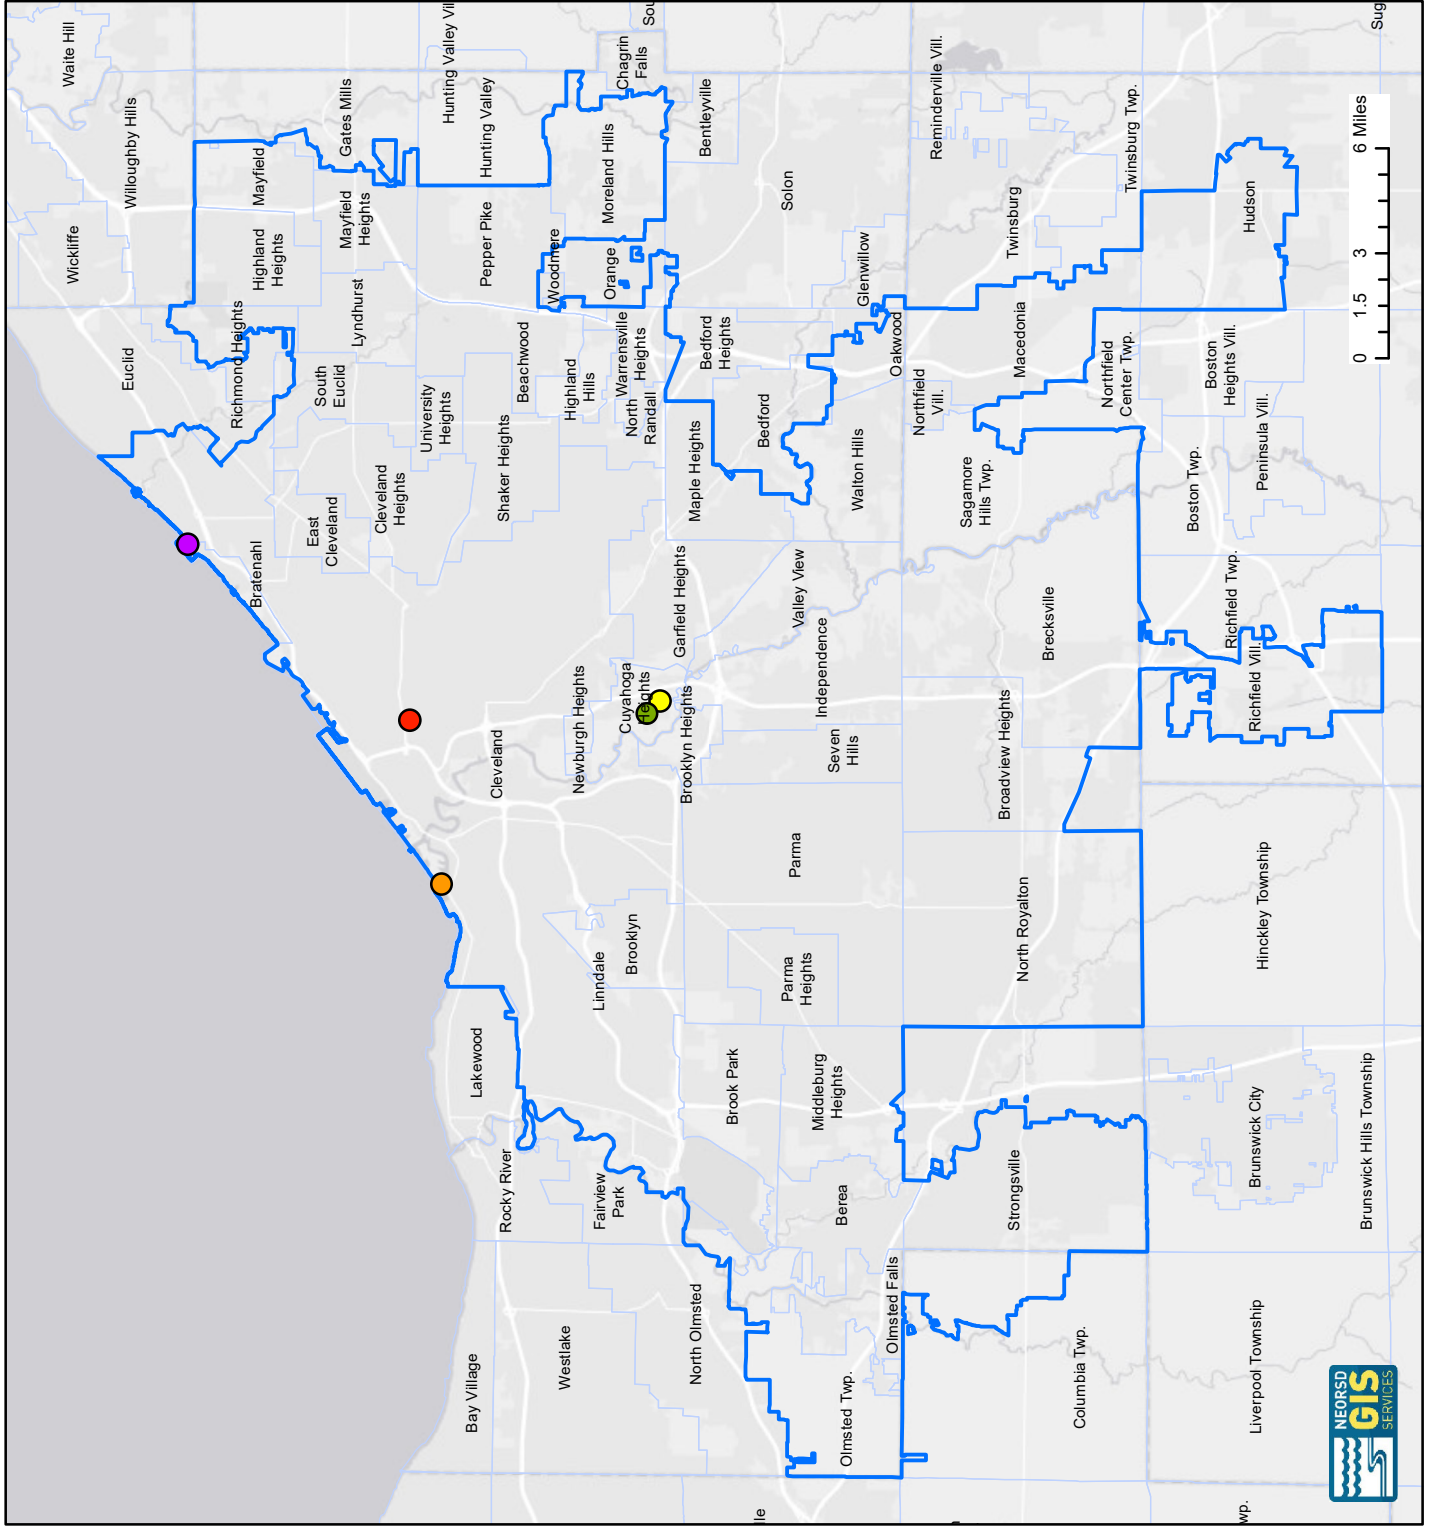 Waite Hill
Willoughby Hills
Wickliffe
Euclid
Mayfield
Highland
Heights
Richmond Heights
Gates Mills
Mayfield
Heights
Lyndhurst
South
Euclid
Hunting Valley Vil
Hunting Valley
Pepper Pike
University
Heights
Beachwood
Shaker Heights
Cleveland
Heights
East
Cleveland
Bratenahl
Sou
Chagrin
Falls
Moreland Hills
Woodmere
Orange
Warrensville
Heights
Highland
Hills
North
Randall
Bentleyville
Solon
Bedford
Heights
Bedford
Maple Heights
Garfield Heights
Glenwillow
Oakwood
Walton Hills
Valley View
Independence
Cuyahoga
Heights
Newburgh Heights
Brooklyn Heights
Cleveland
Seven
Hills
Parma
Brooklyn
Linndale
Parma
Heights
Reminderville Vill.
Twinsburg
Twinsburg Twp.
Macedonia
Northfield
Vill.
Northfield
Center Twp.
Sagamore
Hills Twp.
Brecksville
Broadview Heights
North Royalton
Hudson
Boston
Heights Vill.
Boston Twp.
Peninsula Vill.
Richfield Twp.
Richfield Vill.
Hinckley Township
Sug
0 1.5 3 6 Miles
Lakewood
Rocky River
Fairview
Park
Brook Park
Middleburg
Heights
Berea
Strongsville
Brunswick City
Brunswick Hills Township
Bay Village
Westlake
North Olmsted
Olmsted Falls
Olmsted Twp.
Columbia Twp.
Liverpool Township
lle
wp.
NEORSD
GIS
SERVICES